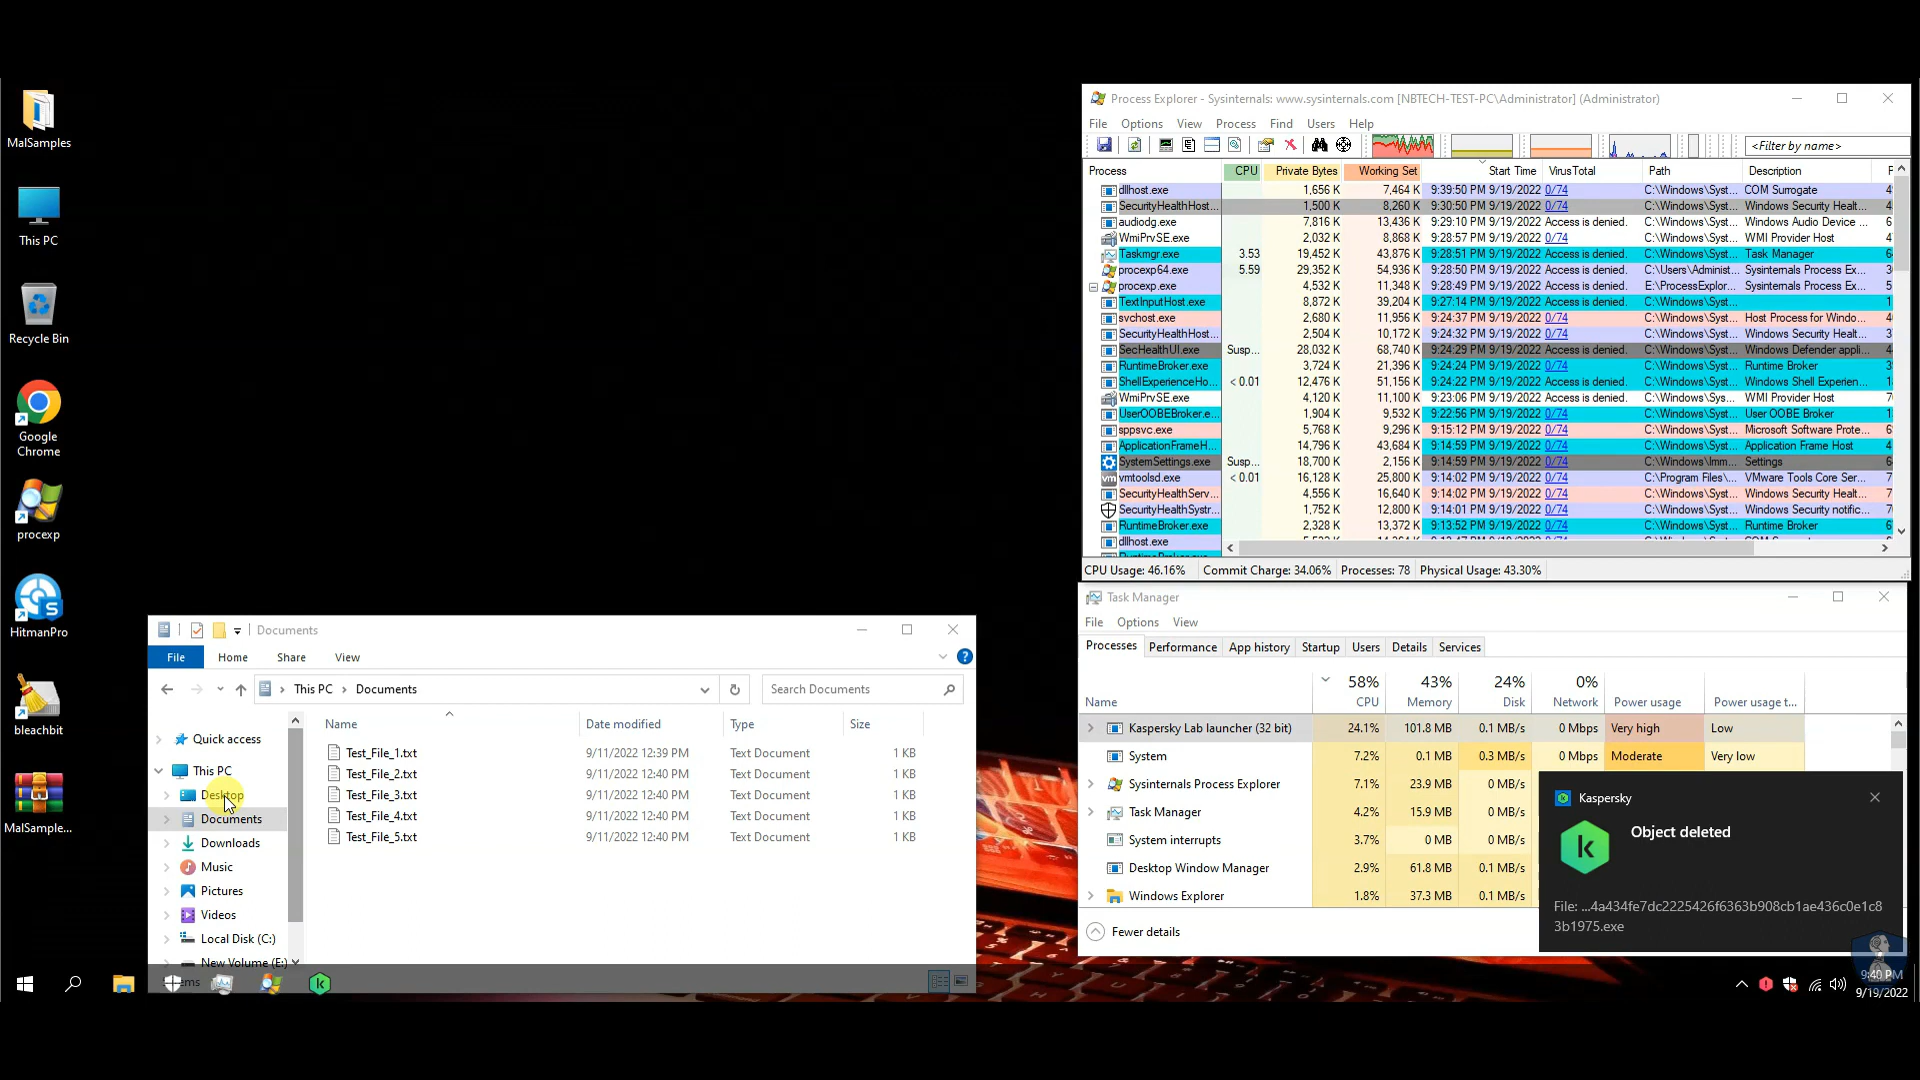 MalSamples
This PC
Recycle Bin
Google
Chrome
procexp
HitmanPro
bleachbit
MalSample...
Process Explorer - Sysinternals: www.sysinternals.com [NBTECH-TEST-PC\Administrator] (Administrator)
File Options View Process Find Users Help
<Filter by name>
Process CPU Private Bytes Working Set Start Time VirusTotal Path Description
dllhost.exe 1,656 K 7,464 K 9:39:50 PM 9/19/2022 0/74 C:\Windows\Syst... COM Surrogate
SecurityHealthHost... 1,500 K 8,260 K 9:30:50 PM 9/19/2022 0/74 C:\Windows\Syst... Windows Security Healt...
audiodg.exe 7,816 K 13,436 K 9:29:10 PM 9/19/2022 Access is denied. C:\Windows\Syst... Windows Audio Device ...
WmiPrvSE.exe 2,032 K 8,868 K 9:28:57 PM 9/19/2022 0/74 C:\Windows\Syst... WMI Provider Host
Taskmgr.exe 3.53 19,452 K 43,876 K 9:28:51 PM 9/19/2022 Access is denied. C:\Windows\Syst... Task Manager
procexp64.exe 5.59 29,352 K 54,936 K 9:28:50 PM 9/19/2022 Access is denied. C:\Users\Administ... Sysinternals Process Ex...
procexp.exe 4,532 K 11,348 K 9:28:49 PM 9/19/2022 Access is denied. E:\ProcessExplor... Sysinternals Process Ex...
TextInputHost.exe 8,872 K 39,204 K 9:27:14 PM 9/19/2022 Access is denied. C:\Windows\Syst...
svchost.exe 2,680 K 11,956 K 9:24:37 PM 9/19/2022 0/74 C:\Windows\Syst... Host Process for Windo...
SecurityHealthHost... 2,504 K 10,172 K 9:24:32 PM 9/19/2022 0/74 C:\Windows\Syst... Windows Security Healt...
SecHealthUI.exe Susp... 28,032 K 68,740 K 9:24:29 PM 9/19/2022 Access is denied. C:\Windows\Syst... Windows Defender appli...
RuntimeBroker.exe 3,724 K 21,396 K 9:24:24 PM 9/19/2022 0/74 C:\Windows\Syst... Runtime Broker
ShellExperienceHo... < 0.01 12,476 K 51,156 K 9:24:22 PM 9/19/2022 Access is denied. C:\Windows\Syst... Windows Shell Experien...
WmiPrvSE.exe 4,120 K 11,100 K 9:23:06 PM 9/19/2022 Access is denied. C:\Windows\Syst... WMI Provider Host
UserOOBEBroker.e... 1,904 K 9,532 K 9:22:56 PM 9/19/2022 0/74 C:\Windows\Syst... User OOBE Broker
sppsvc.exe 5,768 K 9,296 K 9:15:12 PM 9/19/2022 0/74 C:\Windows\Syst... Microsoft Software Prote...
ApplicationFrameH... 14,796 K 43,684 K 9:14:59 PM 9/19/2022 0/74 C:\Windows\Syst... Application Frame Host
SystemSettings.exe Susp... 18,700 K 2,156 K 9:14:59 PM 9/19/2022 0/74 C:\Windows\Imm... Settings
vmtoolsd.exe < 0.01 16,128 K 25,800 K 9:14:02 PM 9/19/2022 0/74 C:\Program Files\... VMware Tools Core Ser...
SecurityHealthServ... 4,556 K 16,640 K 9:14:02 PM 9/19/2022 0/74 C:\Windows\Syst... Windows Security Healt...
SecurityHealthSystr... 1,752 K 12,800 K 9:14:01 PM 9/19/2022 0/74 C:\Windows\Syst... Windows Security notific...
RuntimeBroker.exe 2,328 K 13,372 K 9:13:52 PM 9/19/2022 0/74 C:\Windows\Syst... Runtime Broker
dllhost.exe
CPU Usage: 46.16% Commit Charge: 34.06% Processes: 78 Physical Usage: 43.30%
Task Manager
File Options View
Processes Performance App history Startup Users Details Services
58% 43% 24% 0%
Name CPU Memory Disk Network Power usage Power usage t...
Kaspersky Lab launcher (32 bit) 24.1% 101.8 MB 0.1 MB/s 0 Mbps Very high Low
System 7.2% 0.1 MB 0.3 MB/s 0 Mbps Moderate Very low
Sysinternals Process Explorer 7.1% 23.9 MB 0 MB/s
Task Manager 4.2% 15.9 MB 0 MB/s
System interrupts 3.7% 0 MB 0 MB/s
Desktop Window Manager 2.9% 61.8 MB 0.1 MB/s
Windows Explorer 1.8% 37.3 MB 0.1 MB/s
Fewer details
Kaspersky
Object deleted
File: ...4a434fe7dc2225426f6363b908cb1ae436c0e1c8
3b1975.exe
Documents
File Home Share View
This PC Documents
Search Documents
Name Date modified Type Size
Test_File_1.txt 9/11/2022 12:39 PM Text Document 1 KB
Test_File_2.txt 9/11/2022 12:40 PM Text Document 1 KB
Test_File_3.txt 9/11/2022 12:40 PM Text Document 1 KB
Test_File_4.txt 9/11/2022 12:40 PM Text Document 1 KB
Test_File_5.txt 9/11/2022 12:40 PM Text Document 1 KB
Quick access
This PC
Desktop
Documents
Downloads
Music
Pictures
Videos
Local Disk (C:)
New Volume (E:)
9:40 PM
9/19/2022